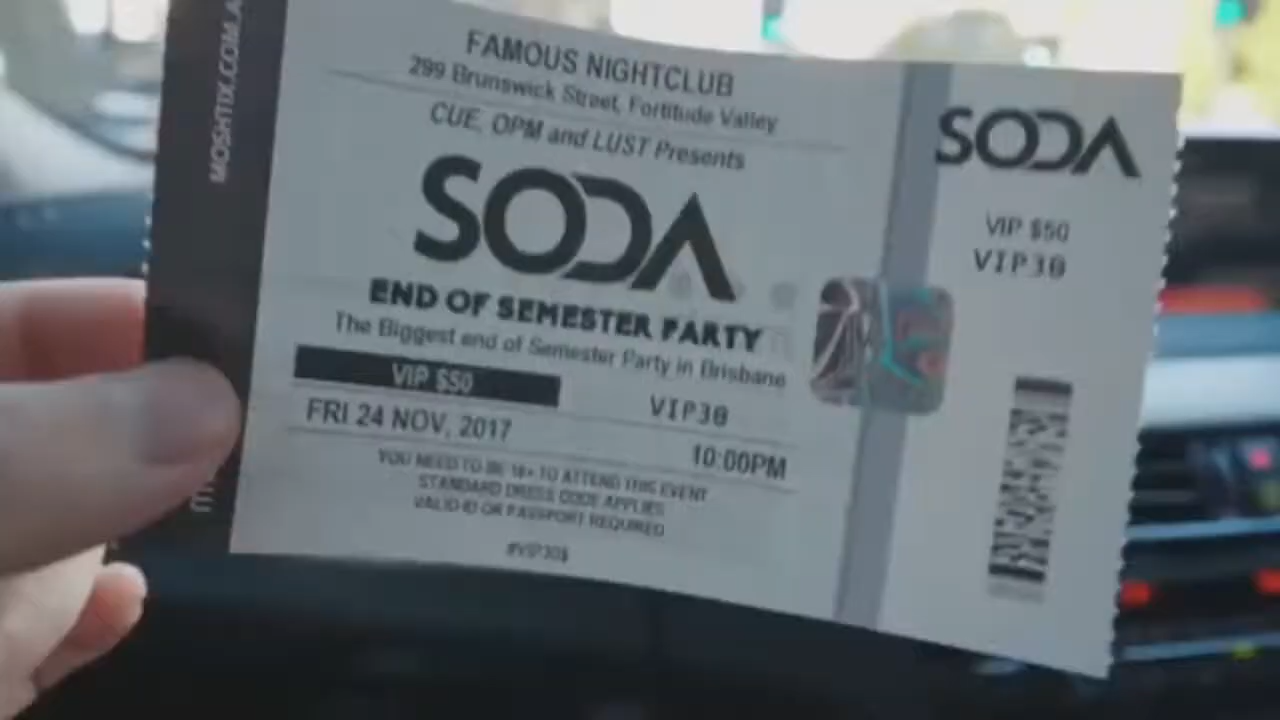 MOSHTIX.COM.A
FAMOUS NIGHTCLUB
299 Brunswick Street, Fortitude Valley
CUE, OPM and LUST Presents
SODA
END OF SEMESTER PARTY
The Biggest end of Semester Party in Brisbane
VIP $50
VIP30
FRI 24 NOV, 2017
10:00PM
YOU NEED TO BE 18+ TO ATTEND THIS EVENT
STANDARD DRESS CODE APPLIES
VALID ID OR PASSPORT REQUIRED
SODA
VIP $50
VIP30